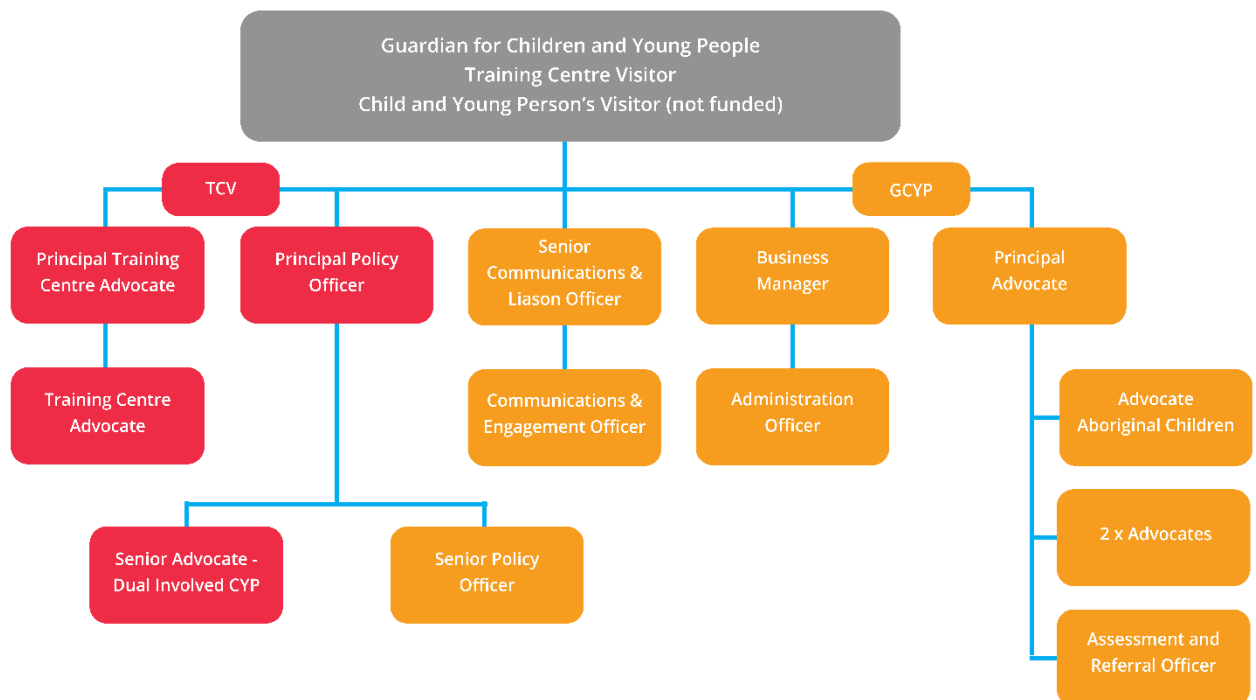 Guardian for Children and Young People
Training Centre Visitor
Child and Young Person's Visitor (not funded)
TCV
GCYP
Principal Training
Centre Advocate
Principal Policy
Officer
Senior
Communications &
Liason Officer
Business
Manager
Principal
Advocate
Training Centre
Advocate
Communications &
Engagement Officer
Administration
Officer
Advocate
Aboriginal Children
Senior Advocate -
Dual Involved CYP
Senior Policy
Officer
2 x Advocates
Assessment and
Referral Officer